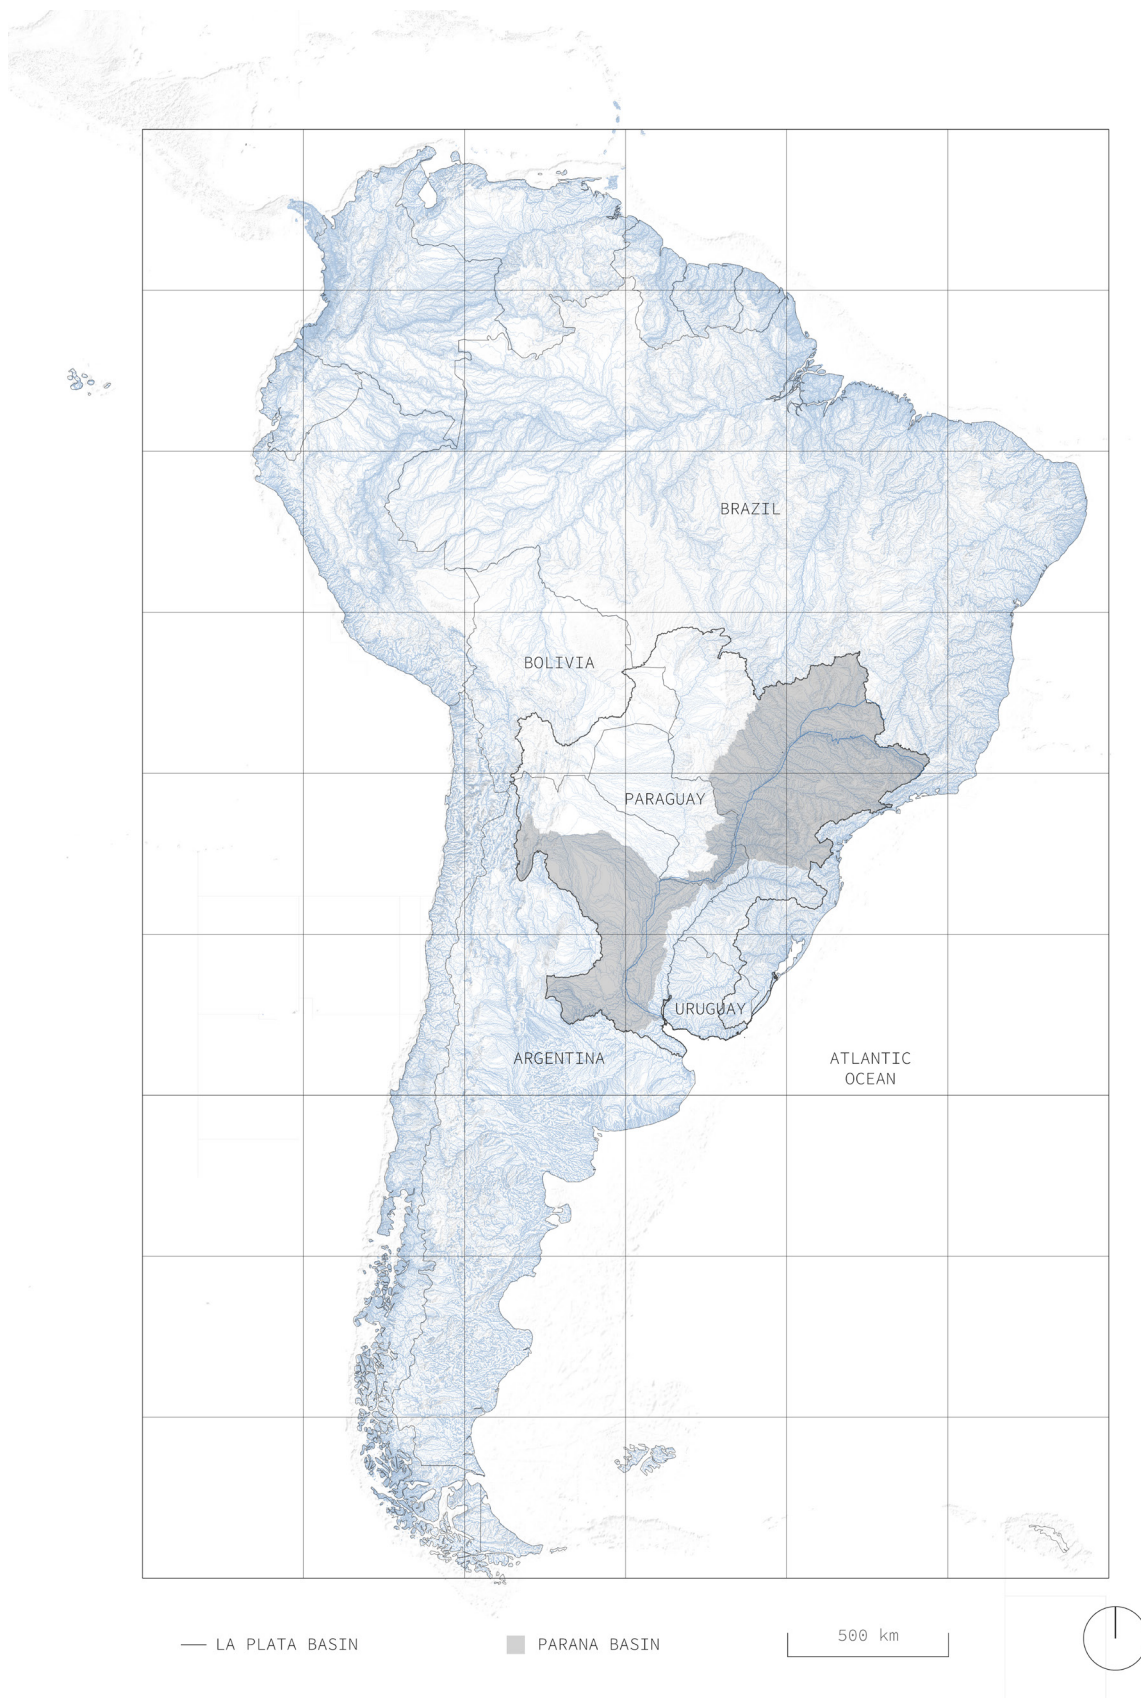 BRAZIL
BOLIVIA
PARAGUAY
URUGUAY
ARGENTINA
ATLANTIC
OCEAN
LA PLATA BASIN
PARANA BASIN
500 km